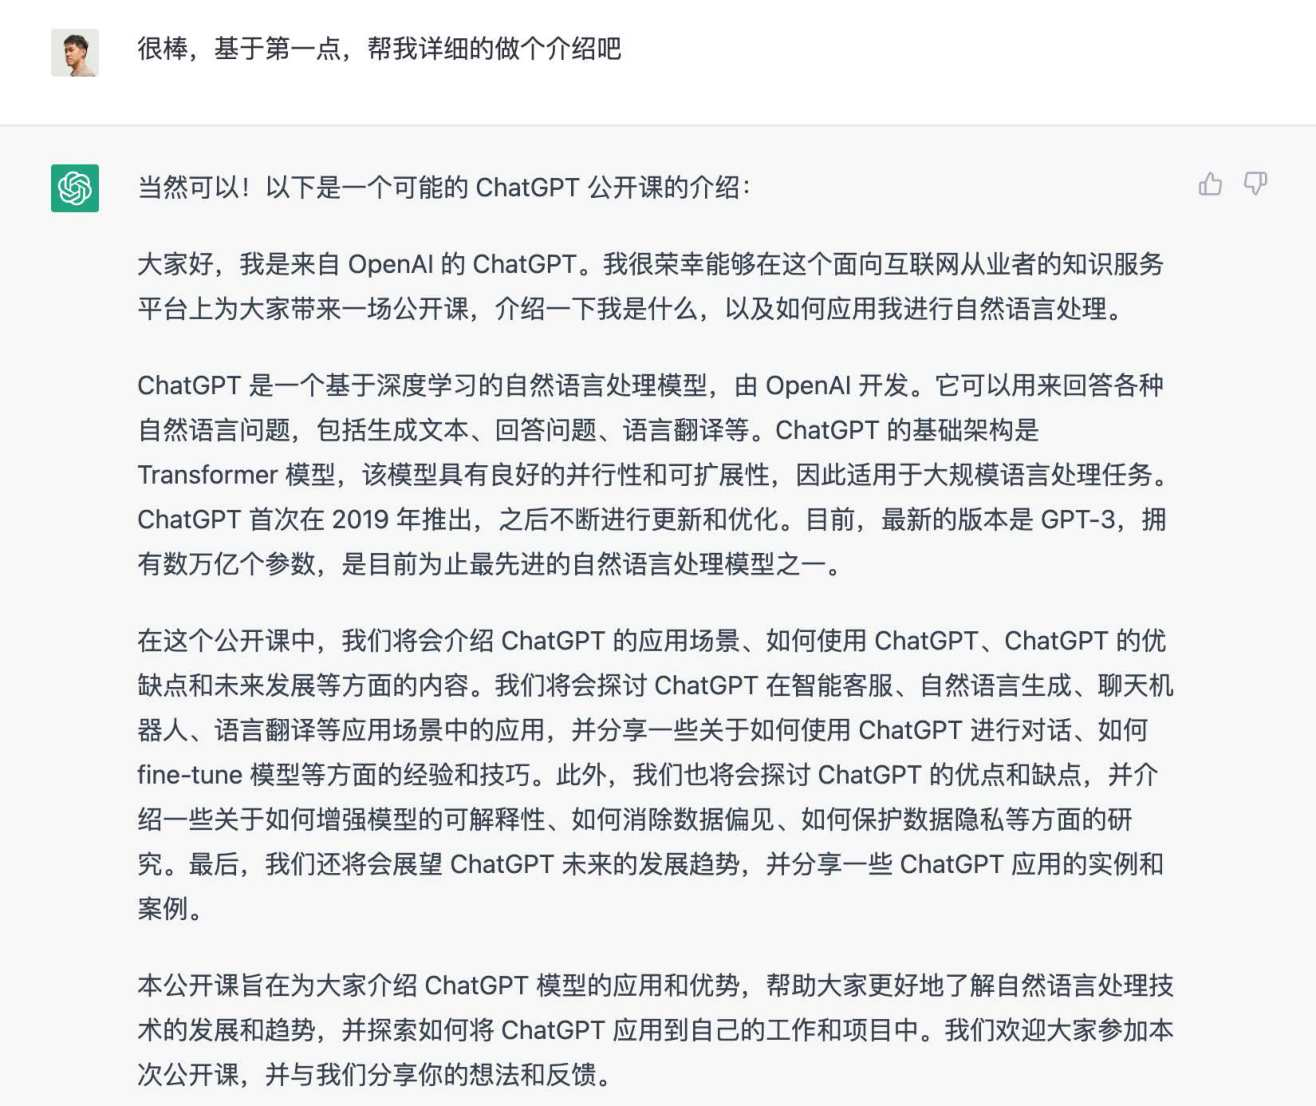 很棒，基于第一点，帮我详细的做个介绍吧
当然可以！以下是一个可能的 ChatGPT 公开课的介绍：
大家好，我是来自 OpenAI 的 ChatGPT。我很荣幸能够在这个面向互联网从业者的知识服务
平台上为大家带来一场公开课，介绍一下我是什么，以及如何应用我进行自然语言处理。
ChatGPT 是一个基于深度学习的自然语言处理模型，由 OpenAI 开发。它可以用来回答各种
自然语言问题，包括生成文本、回答问题、语言翻译等。ChatGPT 的基础架构是
Transformer 模型，该模型具有良好的并行性和可扩展性，因此适用于大规模语言处理任务。
ChatGPT 首次在 2019 年推出，之后不断进行更新和优化。目前，最新的版本是 GPT-3，拥
有数万亿个参数，是目前为止最先进的自然语言处理模型之一。
在这个公开课中，我们将会介绍 ChatGPT 的应用场景、如何使用 ChatGPT、ChatGPT 的优
缺点和未来发展等方面的内容。我们将会探讨 ChatGPT 在智能客服、自然语言生成、聊天机
器人、语言翻译等应用场景中的应用，并分享一些关于如何使用 ChatGPT 进行对话、如何
fine-tune 模型等方面的经验和技巧。此外，我们也将会探讨 ChatGPT 的优点和缺点，并介
绍一些关于如何增强模型的可解释性、如何消除数据偏见、如何保护数据隐私等方面的研
究。最后，我们还将会展望 ChatGPT 未来的发展趋势，并分享一些 ChatGPT 应用的实例和
案例。
本公开课旨在为大家介绍 ChatGPT 模型的应用和优势，帮助大家更好地了解自然语言处理技
术的发展和趋势，并探索如何将 ChatGPT 应用到自己的工作和项目中。我们欢迎大家参加本
次公开课，并与我们分享你的想法和反馈。